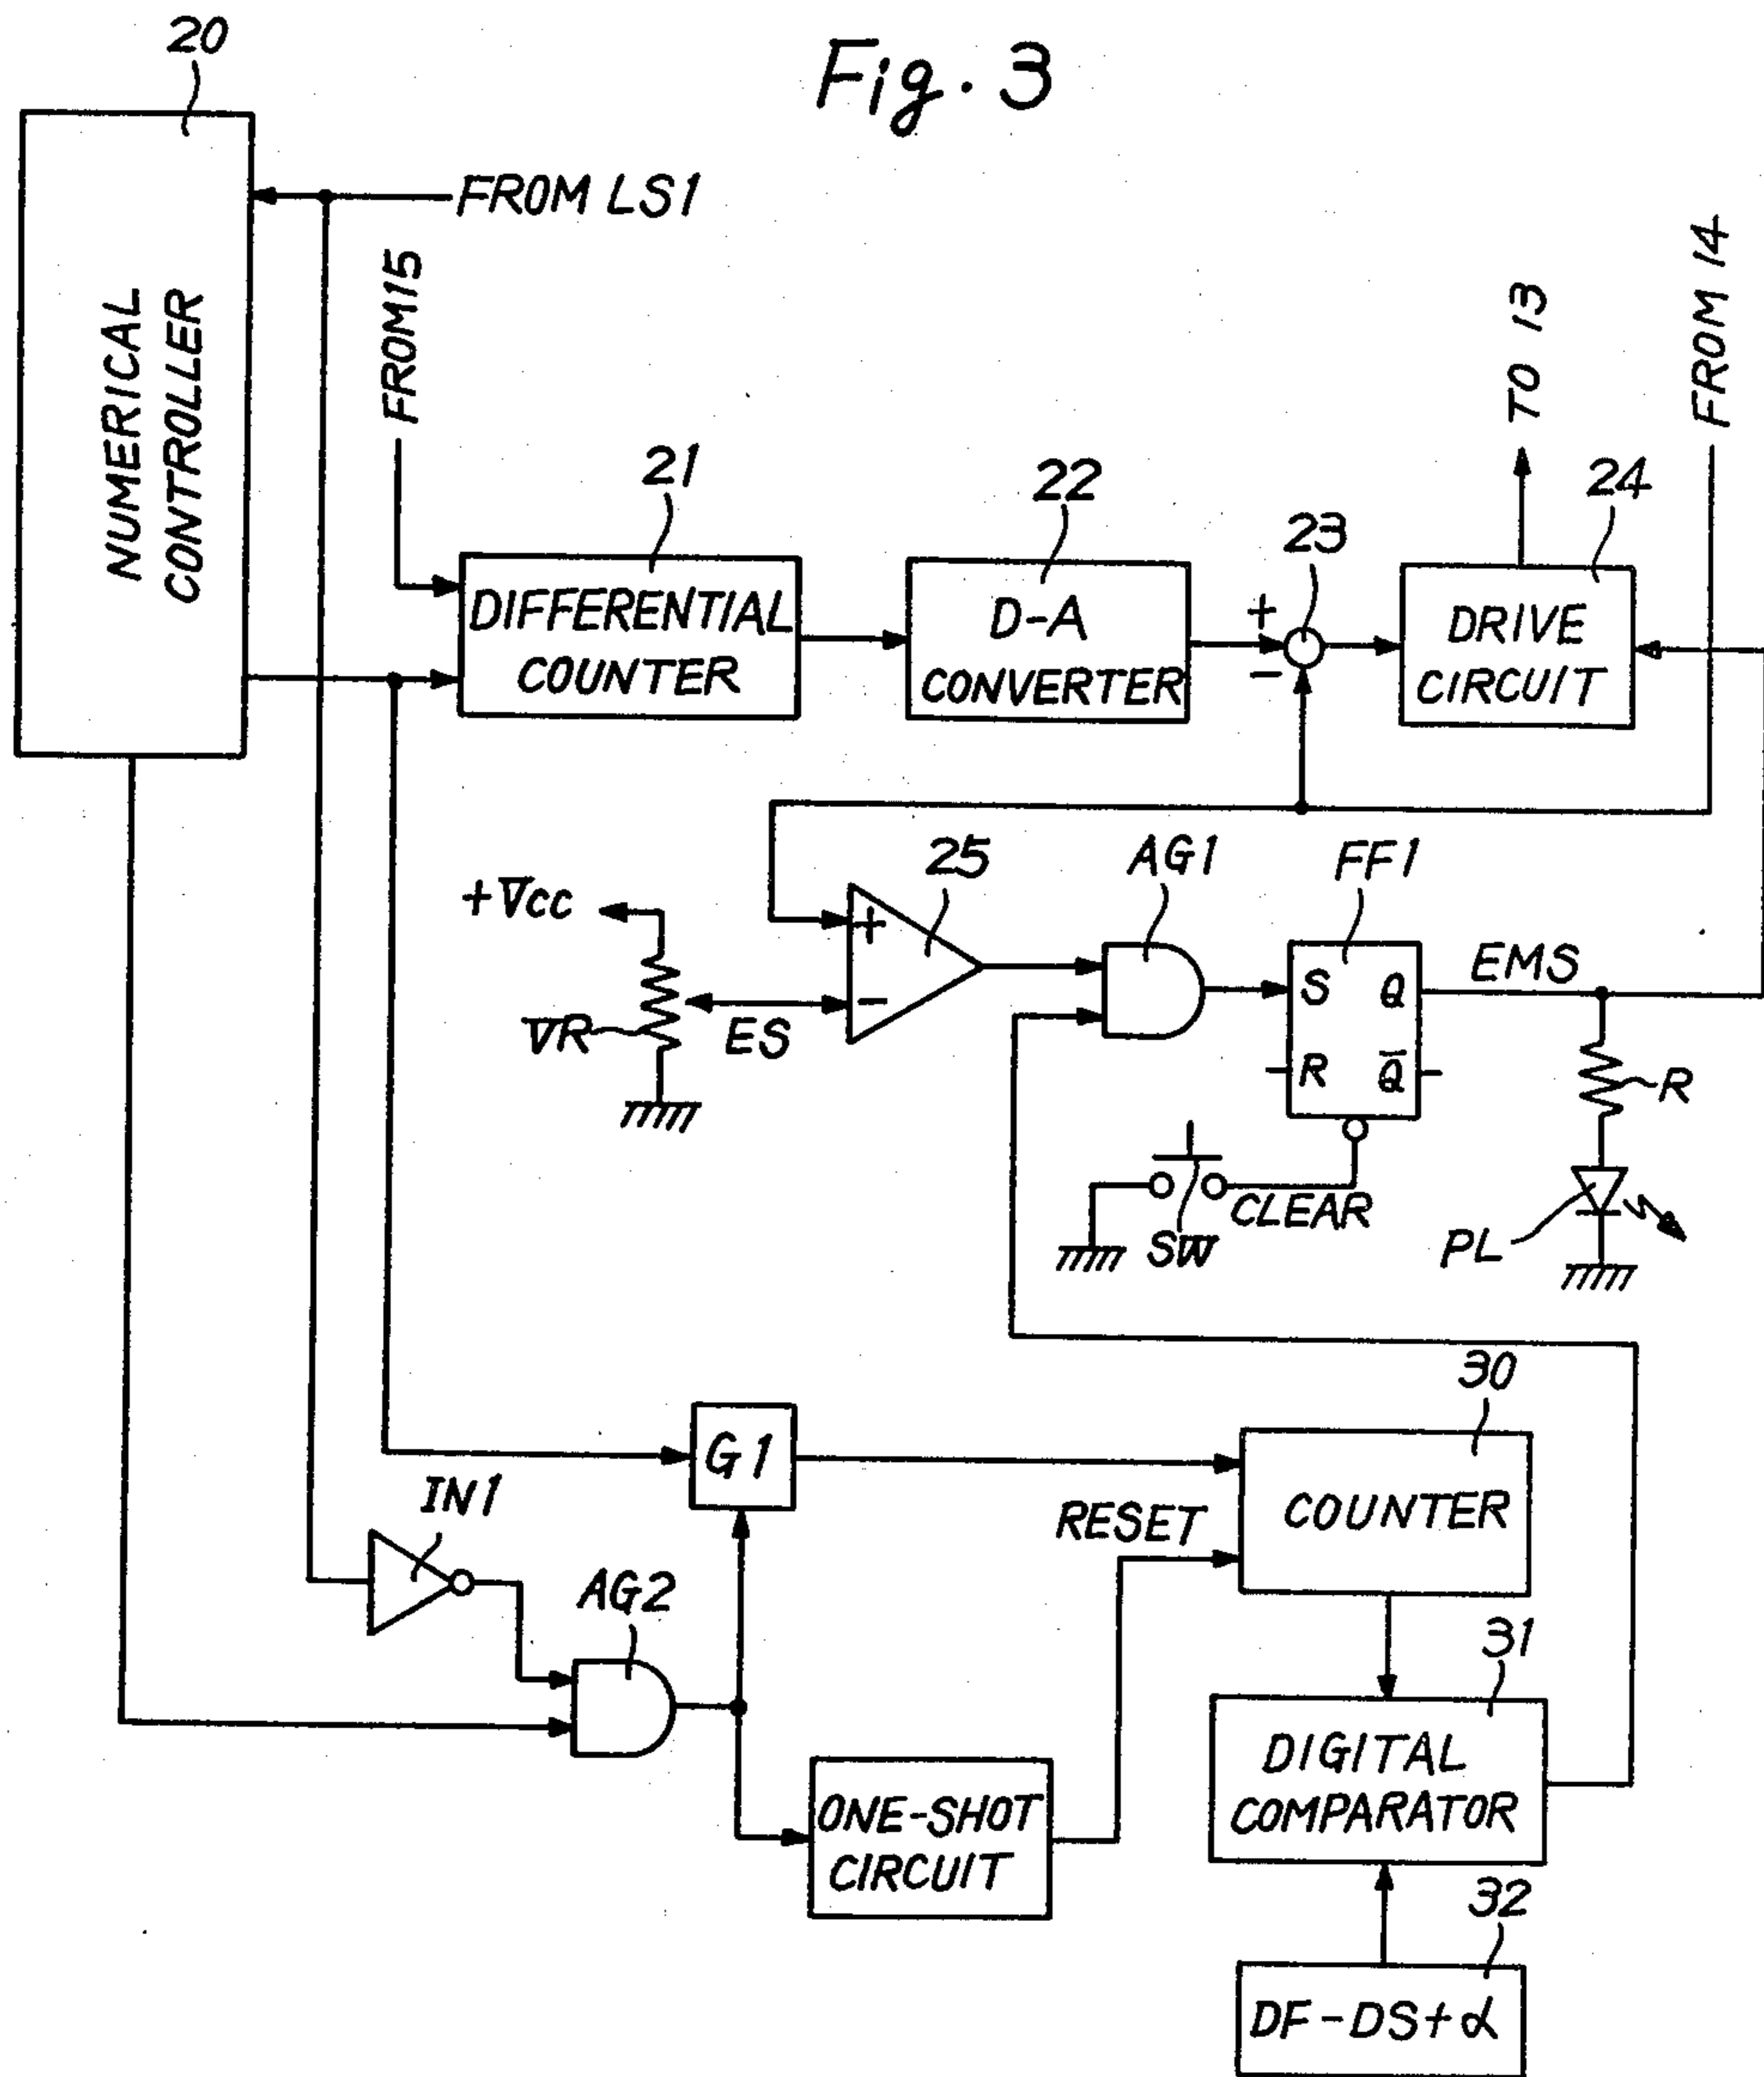 Fig. 3
20
NUMERICAL
CONTROLLER
FROM LS1
FROM 15
TO 13
FROM 14
21
DIFFERENTIAL
COUNTER
22
D-A
CONVERTER
23
+
-
24
DRIVE
CIRCUIT
+Vcc
VR
ES
25
+
-
AG1
FF1
S Q
R Q̅
EMS
R
PL
SW
CLEAR
G1
IN1
AG2
RESET
30
COUNTER
ONE-SHOT
CIRCUIT
31
DIGITAL
COMPARATOR
32
DF-DS+α